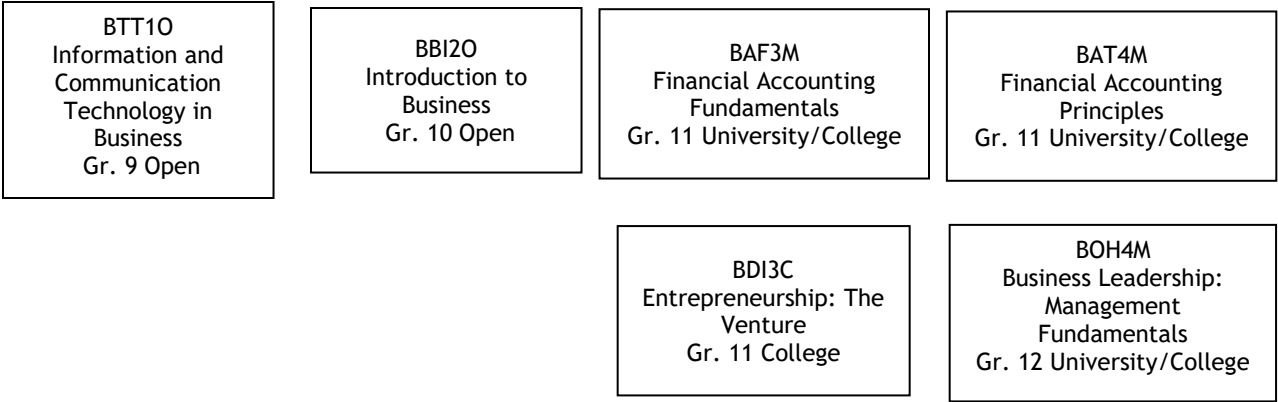 BTT1O
Information and
Communication
Technology in
Business
Gr. 9 Open
BBI2O
Introduction to
Business
Gr. 10 Open
BAF3M
Financial Accounting
Fundamentals
Gr. 11 University/College
BAT4M
Financial Accounting
Principles
Gr. 11 University/College
BDI3C
Entrepreneurship: The
Venture
Gr. 11 College
BOH4M
Business Leadership:
Management
Fundamentals
Gr. 12 University/College